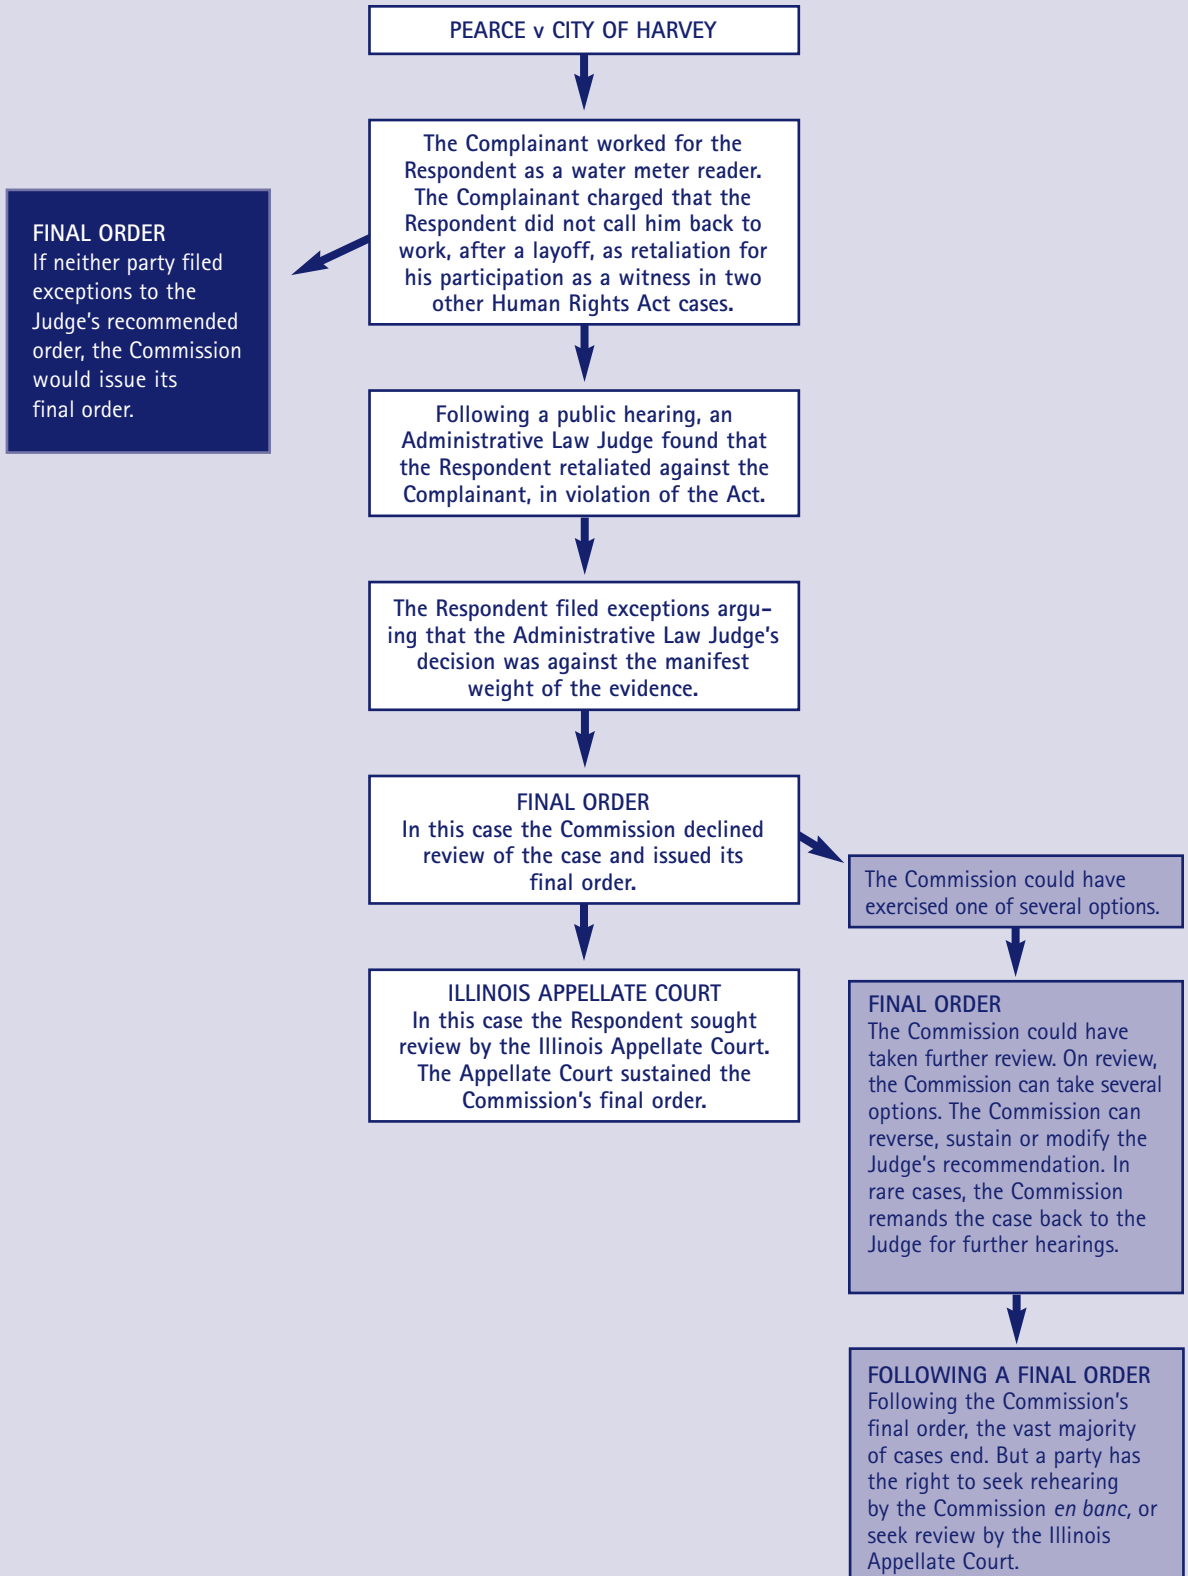 PEARCE v CITY OF HARVEY
The Complainant worked for the
Respondent as a water meter reader.
The Complainant charged that the
Respondent did not call him back to
work, after a layoff, as retaliation for
his participation as a witness in two
other Human Rights Act cases.
FINAL ORDER
If neither party filed
exceptions to the
Judge's recommended
order, the Commission
would issue its
final order.
Following a public hearing, an
Administrative Law Judge found that
the Respondent retaliated against the
Complainant, in violation of the Act.
The Respondent filed exceptions argu-
ing that the Administrative Law Judge's
decision was against the manifest
weight of the evidence.
FINAL ORDER
In this case the Commission declined
review of the case and issued its
final order.
ILLINOIS APPELLATE COURT
In this case the Respondent sought
review by the Illinois Appellate Court.
The Appellate Court sustained the
Commission's final order.
The Commission could have
exercised one of several options.
FINAL ORDER
The Commission could have
taken further review. On review,
the Commission can take several
options. The Commission can
reverse, sustain or modify the
Judge's recommendation. In
rare cases, the Commission
remands the case back to the
Judge for further hearings.
FOLLOWING A FINAL ORDER
Following the Commission's
final order, the vast majority
of cases end. But a party has
the right to seek rehearing
by the Commission en banc, or
seek review by the Illinois
Appellate Court.